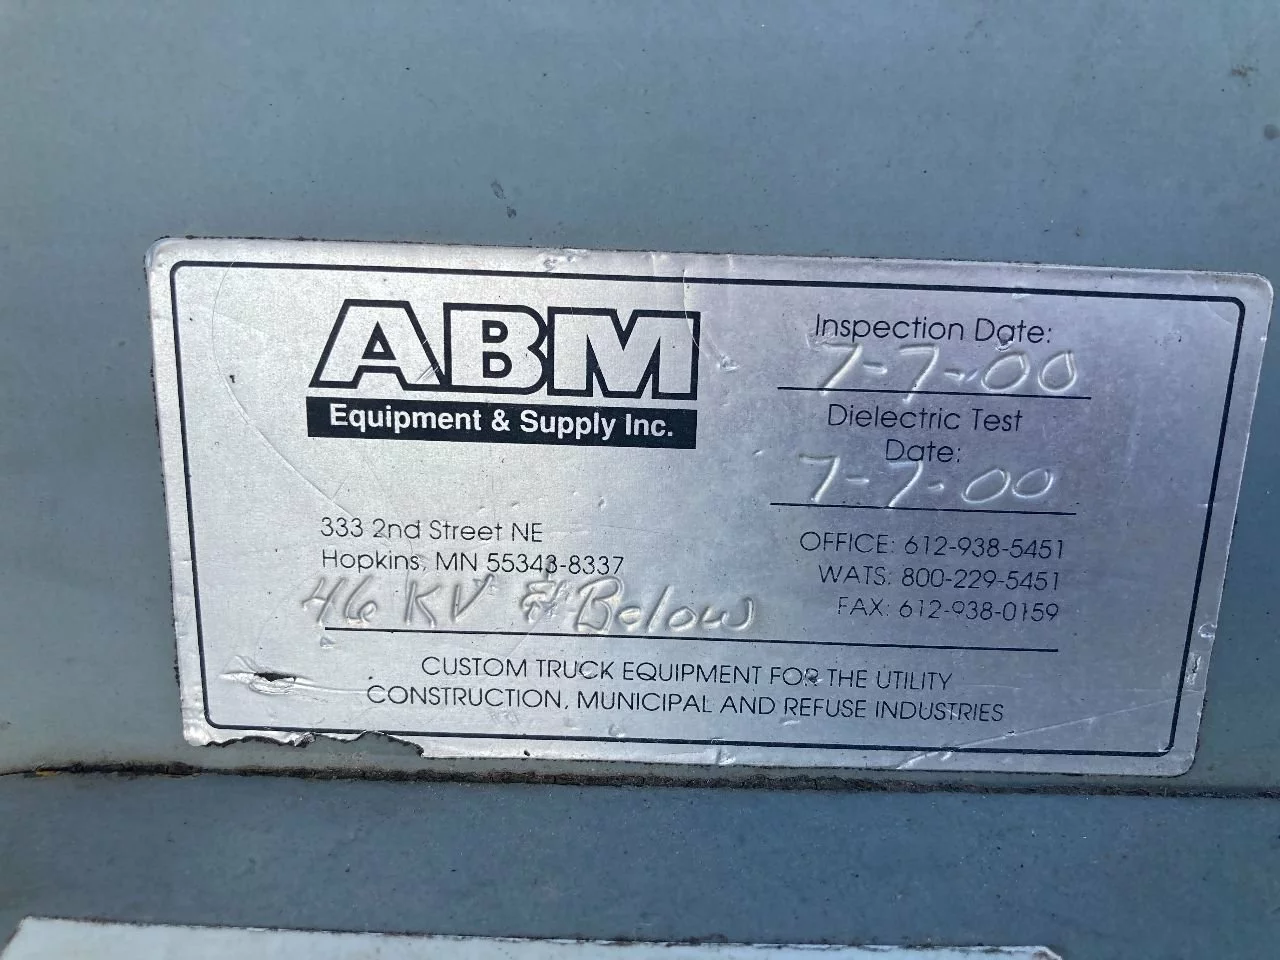 ABM
Equipment & Supply Inc.
333 2nd Street NE
Hopkins, MN 55343-8337
46 KV & Below
Inspection Date:
7-7-00
Dielectric Test
Date:
7-7-00
OFFICE: 612-938-5451
WATS: 800-229-5451
FAX: 612-938-0159
CUSTOM TRUCK EQUIPMENT FOR THE UTILITY
CONSTRUCTION, MUNICIPAL AND REFUSE INDUSTRIES